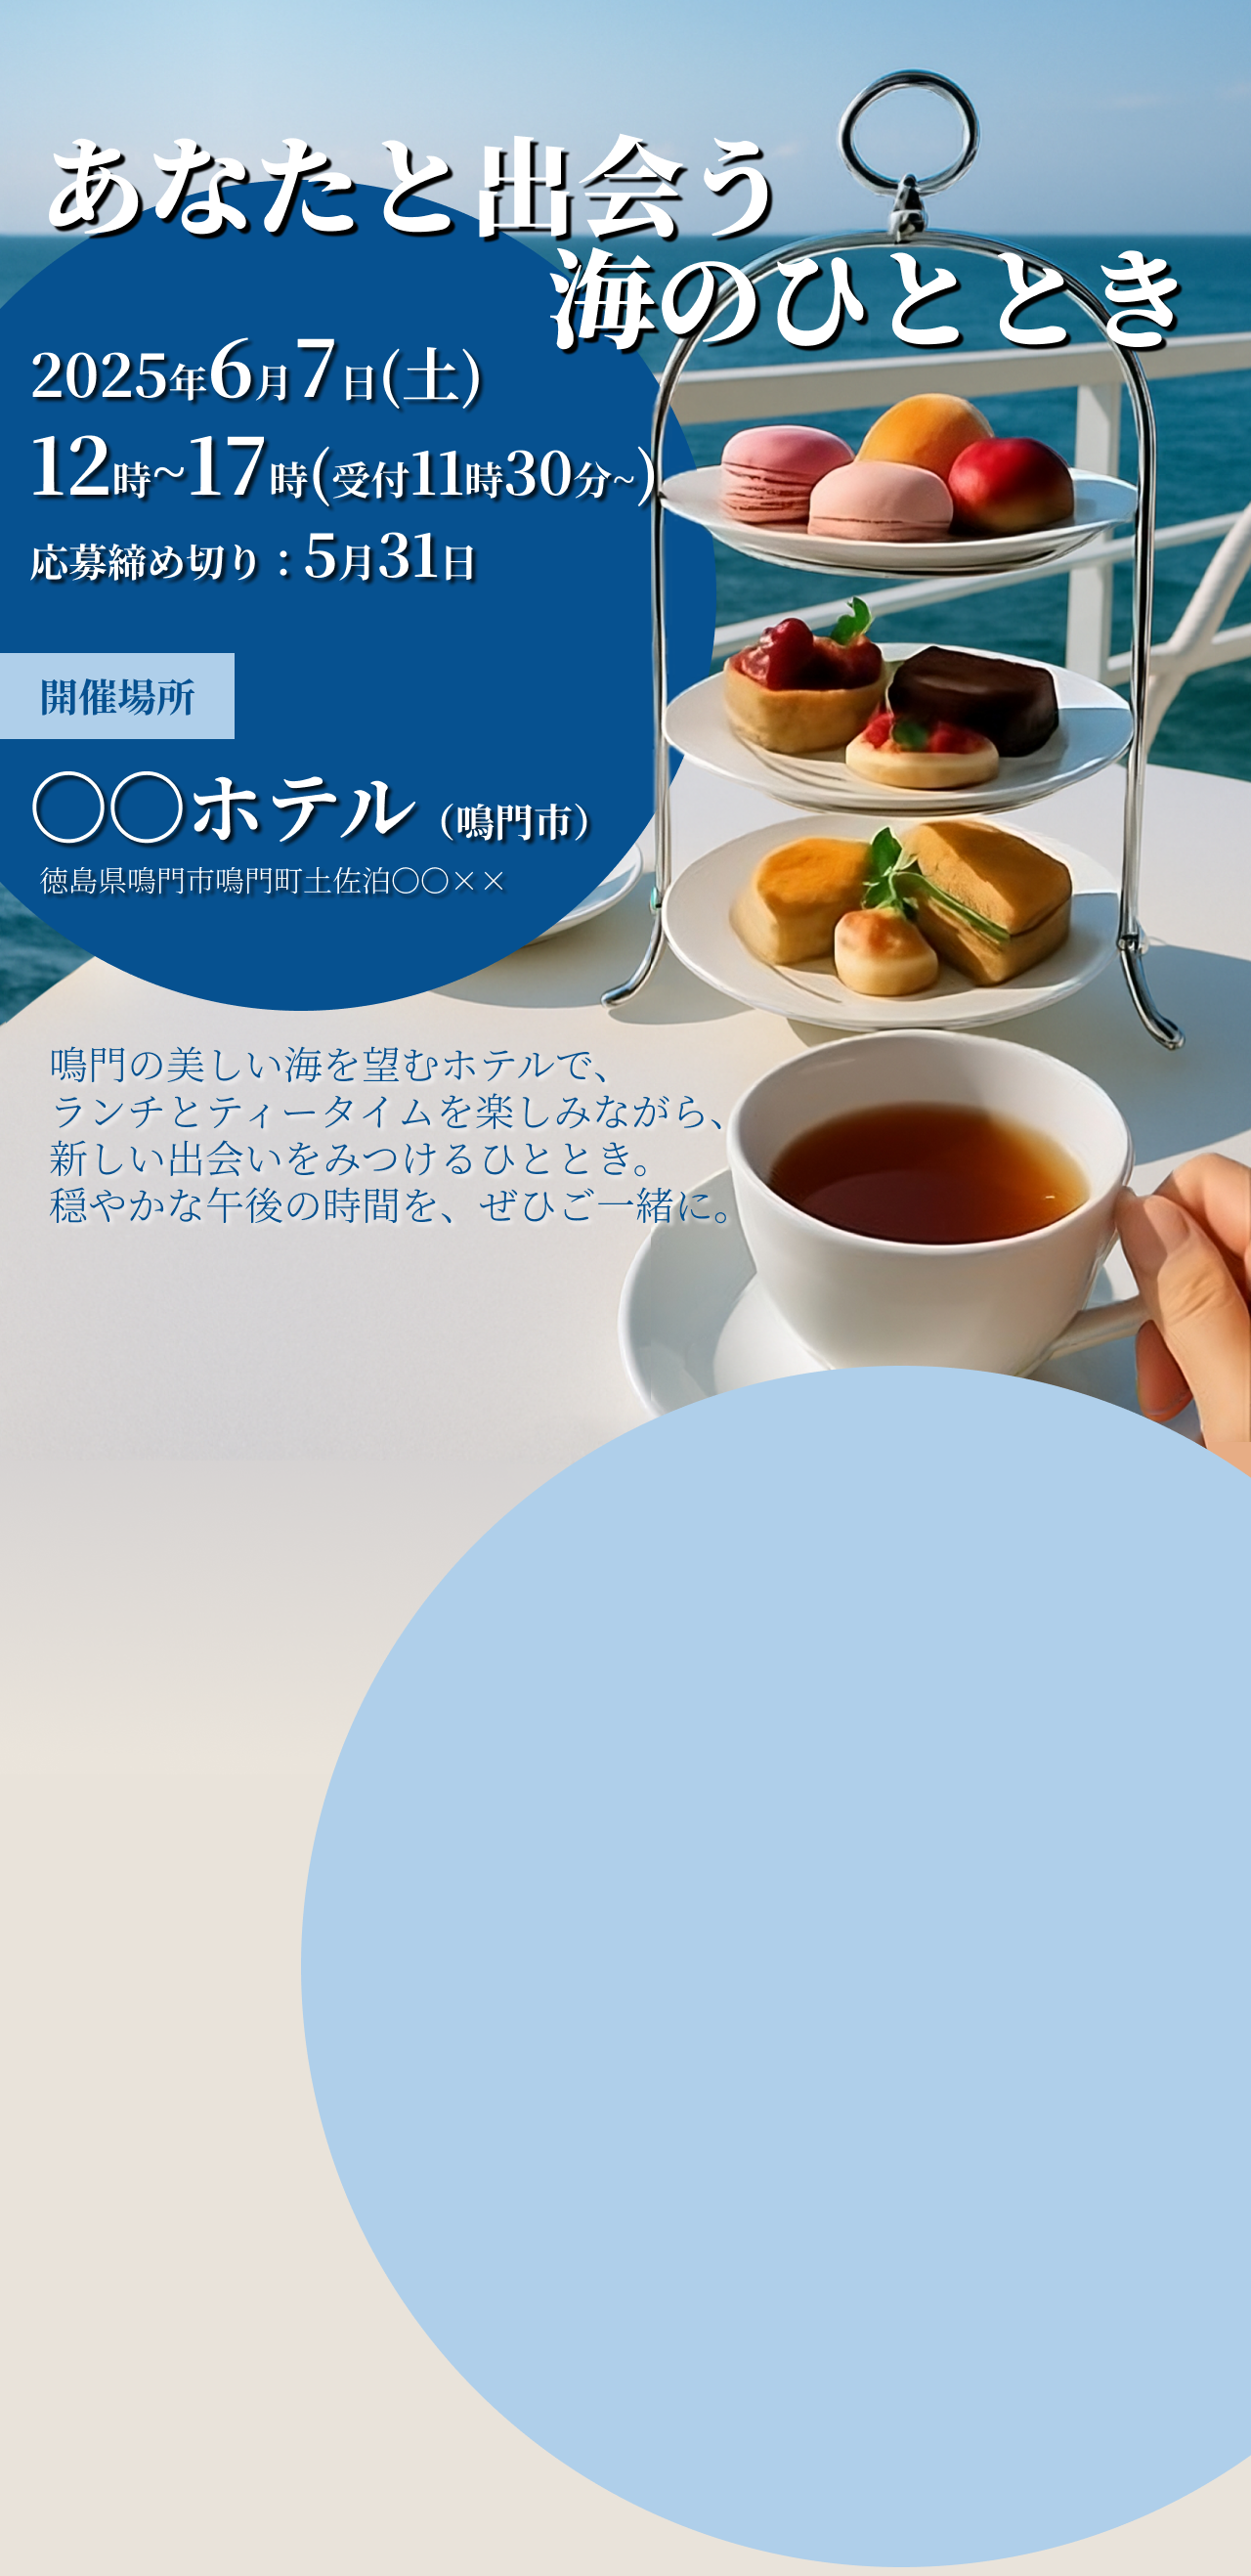 あなたと出会う
海のひととき
2025年6月7日(土)
12時~17時(受付11時30分~)
応募締め切り：5月31日
開催場所
〇〇ホテル（鳴門市）
徳島県鳴門市鳴門町土佐泊〇〇××
鳴門の美しい海を望むホテルで、
ランチとティータイムを楽しみながら、
新しい出会いをみつけるひととき。
穏やかな午後の時間を、ぜひご一緒に。